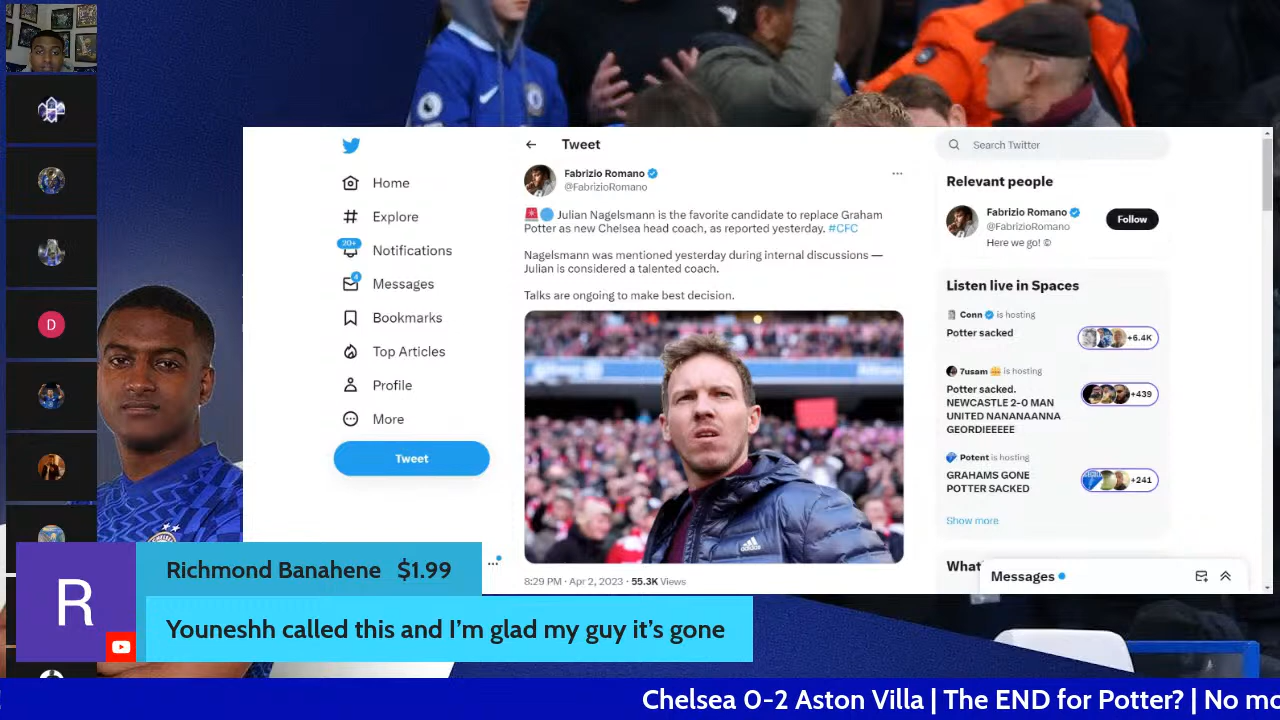 Tweet
Search Twitter
Home
Explore
20+
Notifications
4
Messages
Bookmarks
Top Articles
Profile
More
Tweet
Fabrizio Romano
@FabrizioRomano
🚨🔵 Julian Nagelsmann is the favorite candidate to replace Graham
Potter as new Chelsea head coach, as reported yesterday. #CFC
Nagelsmann was mentioned yesterday during internal discussions —
Julian is considered a talented coach.
Talks are ongoing to make best decision.
adidas
8:29 PM · Apr 2, 2023 · 55.3K Views
Relevant people
Fabrizio Romano
@FabrizioRomano
Here we go! ©
Follow
Listen live in Spaces
Conn is hosting
Potter sacked
+6.4K
7usam is hosting
Potter sacked.
NEWCASTLE 2-0 MAN
UNITED NANANAANNA
GEORDIEEEEE
+439
Potent is hosting
GRAHAMS GONE
POTTER SACKED
+241
Show more
What
Messages
D
R
Richmond Banahene $1.99
Youneshh called this and I'm glad my guy it's gone
Chelsea 0-2 Aston Villa | The END for Potter? | No mo